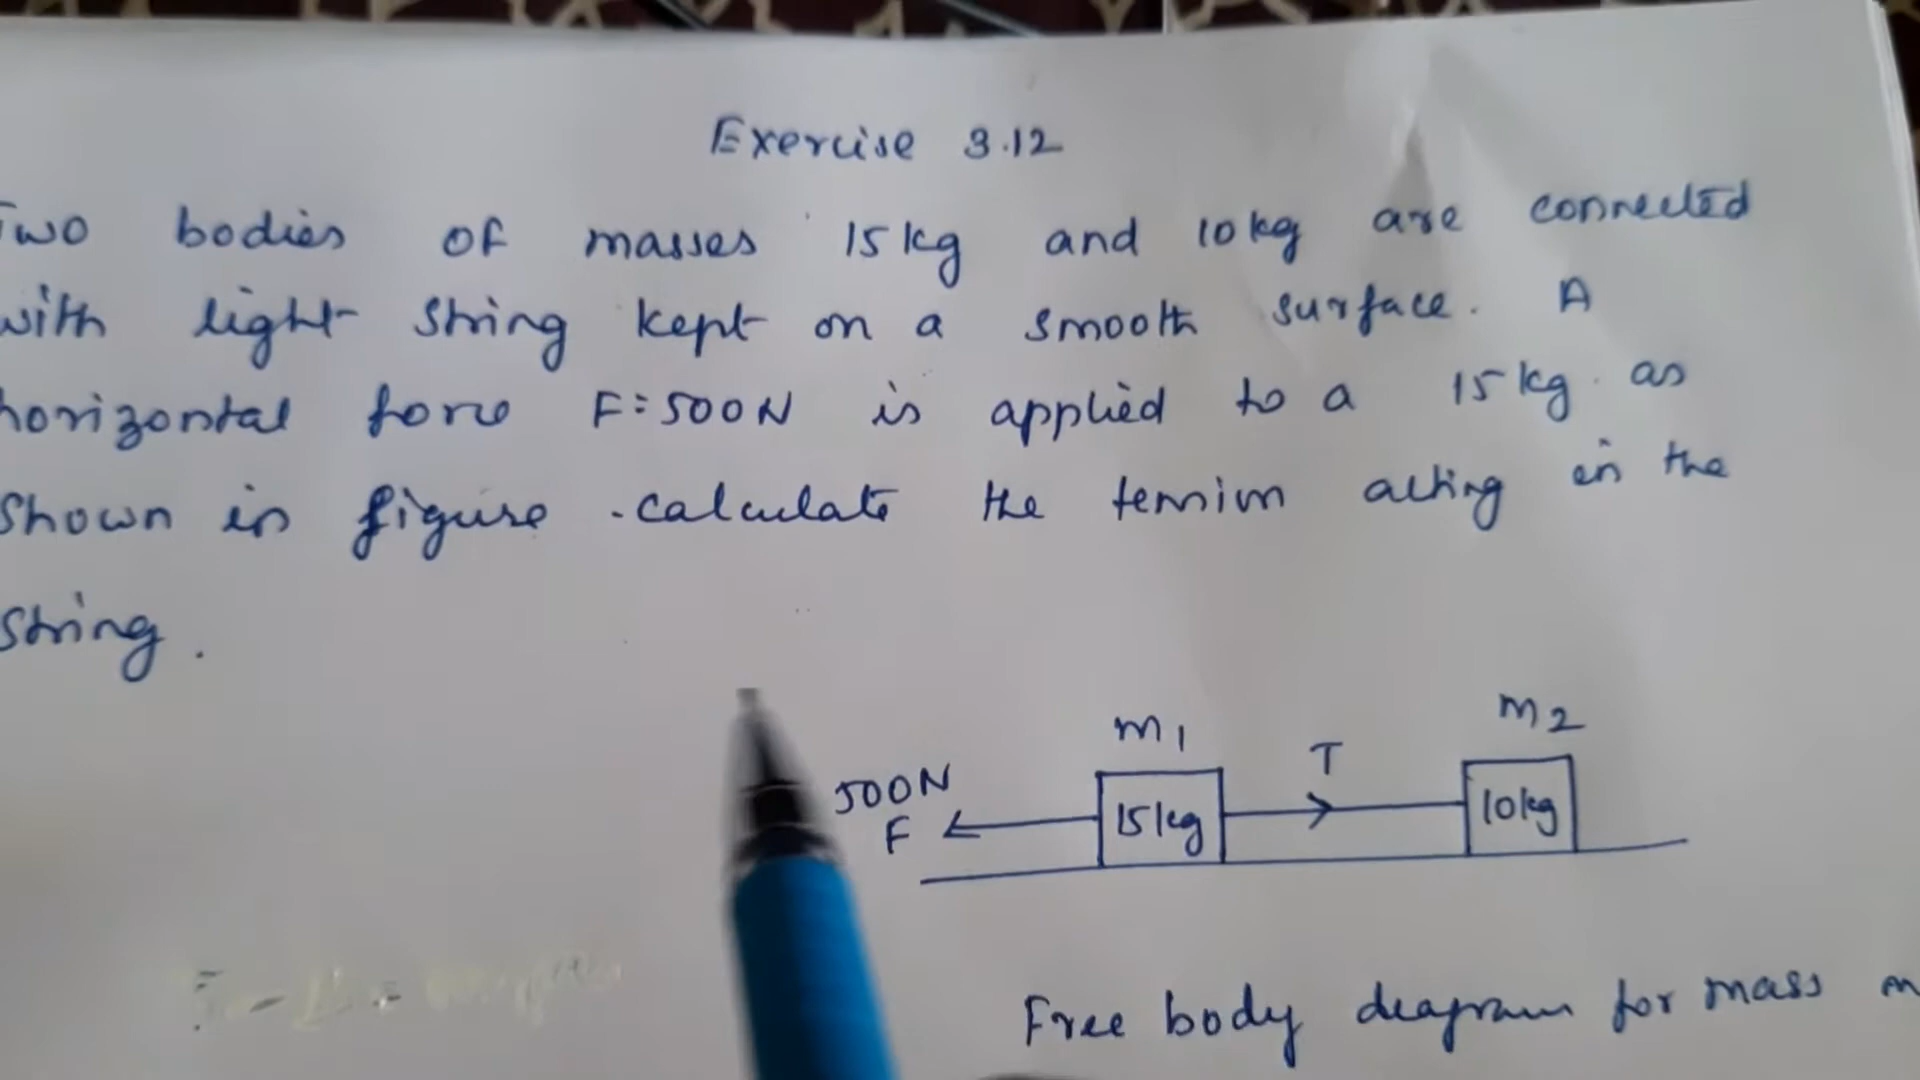 Exercise 3.12
Two bodies of masses 15kg and 10kg are connected
with light string kept on a smooth surface. A
horizontal force F=500N is applied to a 15kg as
shown in figure .calculate the tension acting in the
string.
m1
m2
500N
F
15kg
T
10kg
Free body diagram for mass m